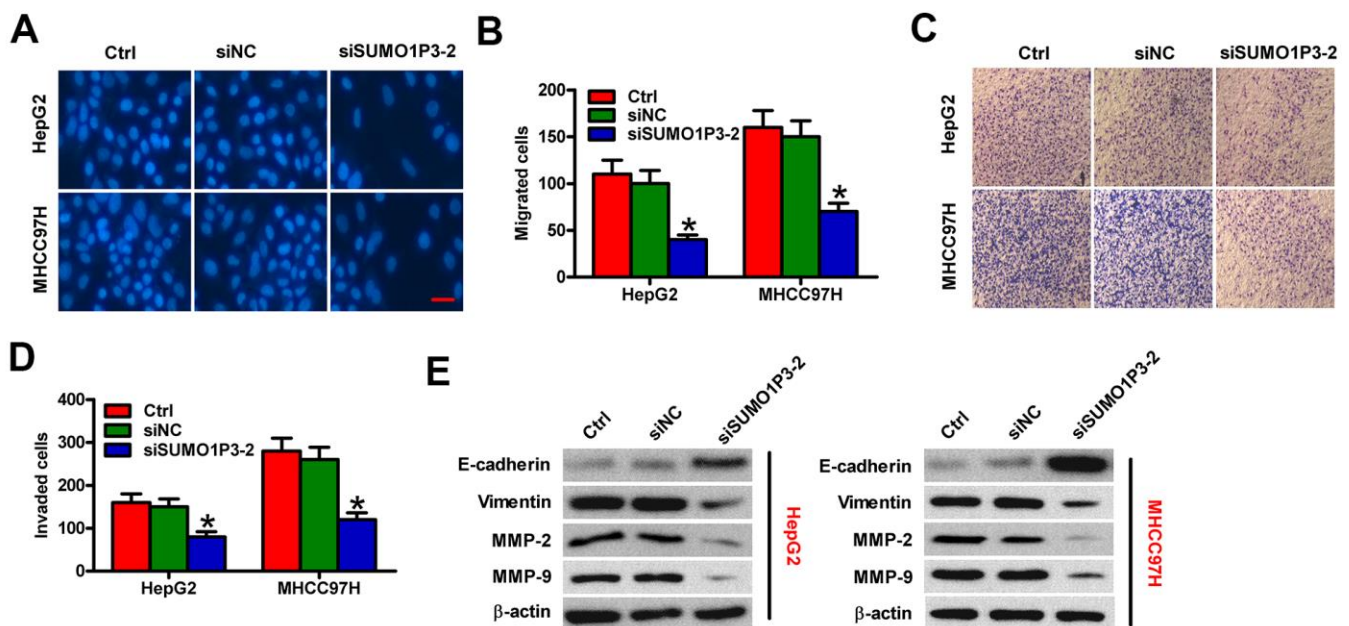 A
Ctrl siNC siSUMO1P3-2
HepG2
MHCC97H
B
Migrated cells
200
150
100
50
0
Ctrl
siNC
siSUMO1P3-2
*
*
HepG2 MHCC97H
C
Ctrl siNC siSUMO1P3-2
HepG2
MHCC97H
D
Invaded cells
400
300
200
100
0
Ctrl
siNC
siSUMO1P3-2
*
*
HepG2 MHCC97H
E
Ctrl siNC siSUMO1P3-2
E-cadherin
Vimentin
MMP-2
MMP-9
β-actin
HepG2
Ctrl siNC siSUMO1P3-2
E-cadherin
Vimentin
MMP-2
MMP-9
β-actin
MHCC97H